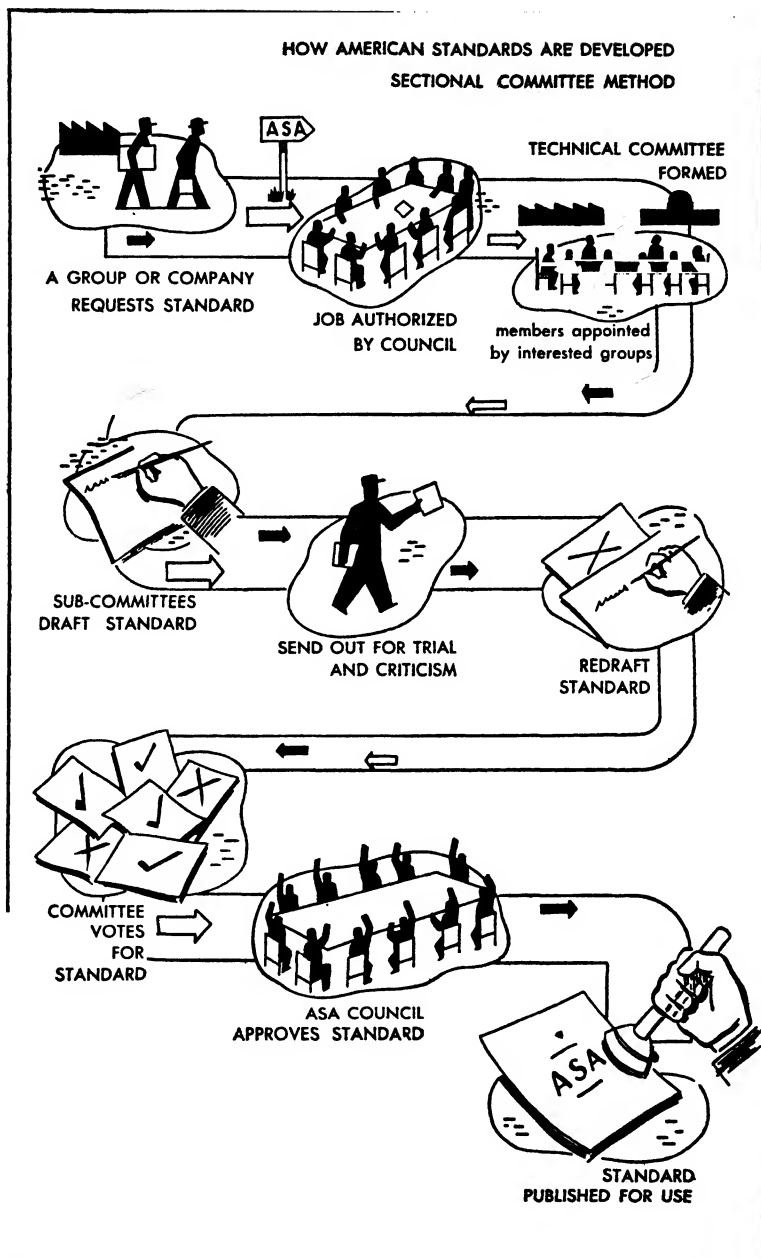 HOW AMERICAN STANDARDS ARE DEVELOPED
SECTIONAL COMMITTEE METHOD
ASA
A GROUP OR COMPANY
REQUESTS STANDARD
JOB AUTHORIZED
BY COUNCIL
TECHNICAL COMMITTEE
FORMED
members appointed
by interested groups
SUB-COMMITTEES
DRAFT STANDARD
SEND OUT FOR TRIAL
AND CRITICISM
REDRAFT
STANDARD
COMMITTEE
VOTES
FOR
STANDARD
ASA COUNCIL
APPROVES STANDARD
ASA
STANDARD
PUBLISHED FOR USE